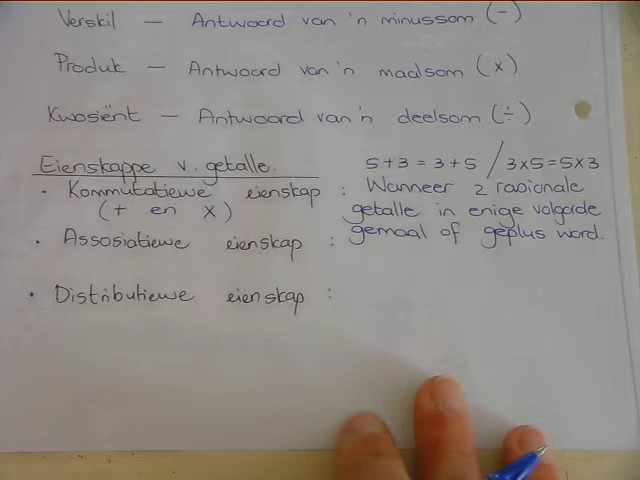 Verskil — Antwoord van 'n minussom (-)
Produk — Antwoord van 'n maalsom (x)
Kwosiënt — Antwoord van 'n deelsom (÷)
Eienskappe v. getalle.
5+3 = 3+5 / 3x5=5x3
• Kommutatiewe eienskap : Wanneer 2 rasionale
(+ en x) getalle in enige volgorde
gemaal of geplus word.
• Assosiatiewe eienskap :
• Distributiewe eienskap :